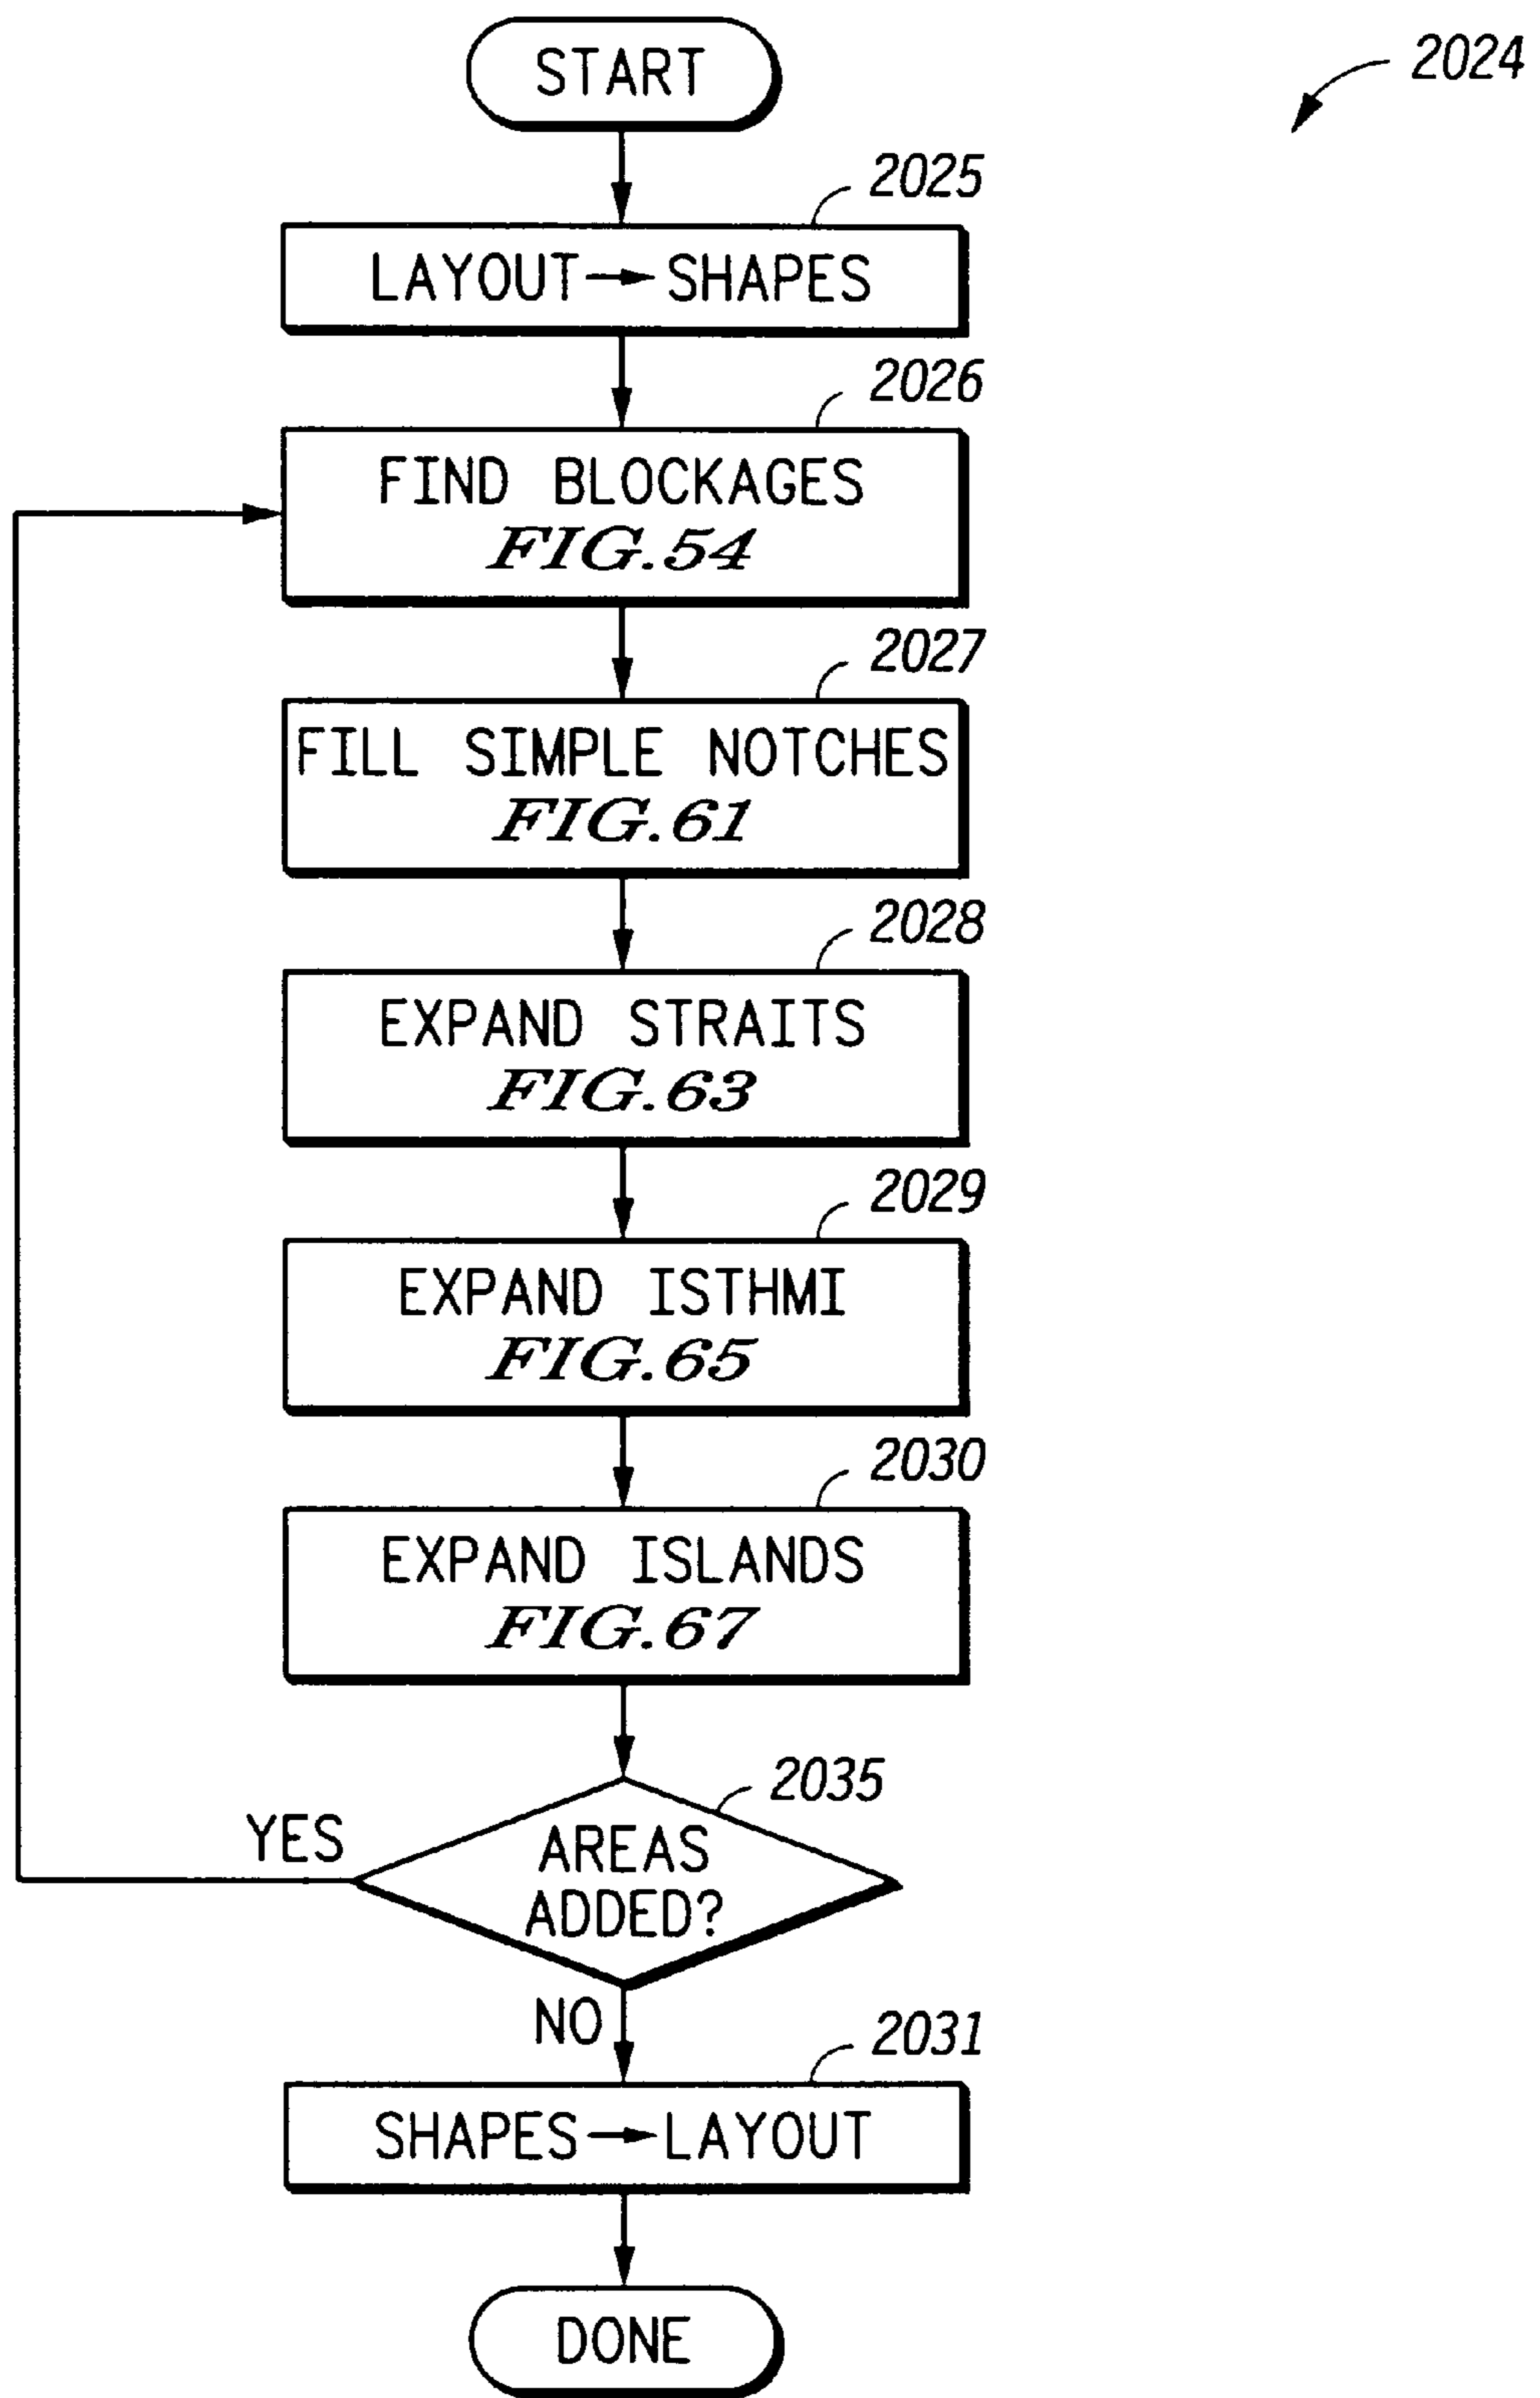 START
2024
2025
LAYOUT → SHAPES
2026
FIND BLOCKAGES
FIG.54
2027
FILL SIMPLE NOTCHES
FIG.61
2028
EXPAND STRAITS
FIG.63
2029
EXPAND ISTHMI
FIG.65
2030
EXPAND ISLANDS
FIG.67
2035
YES
AREAS
ADDED?
NO
2031
SHAPES → LAYOUT
DONE